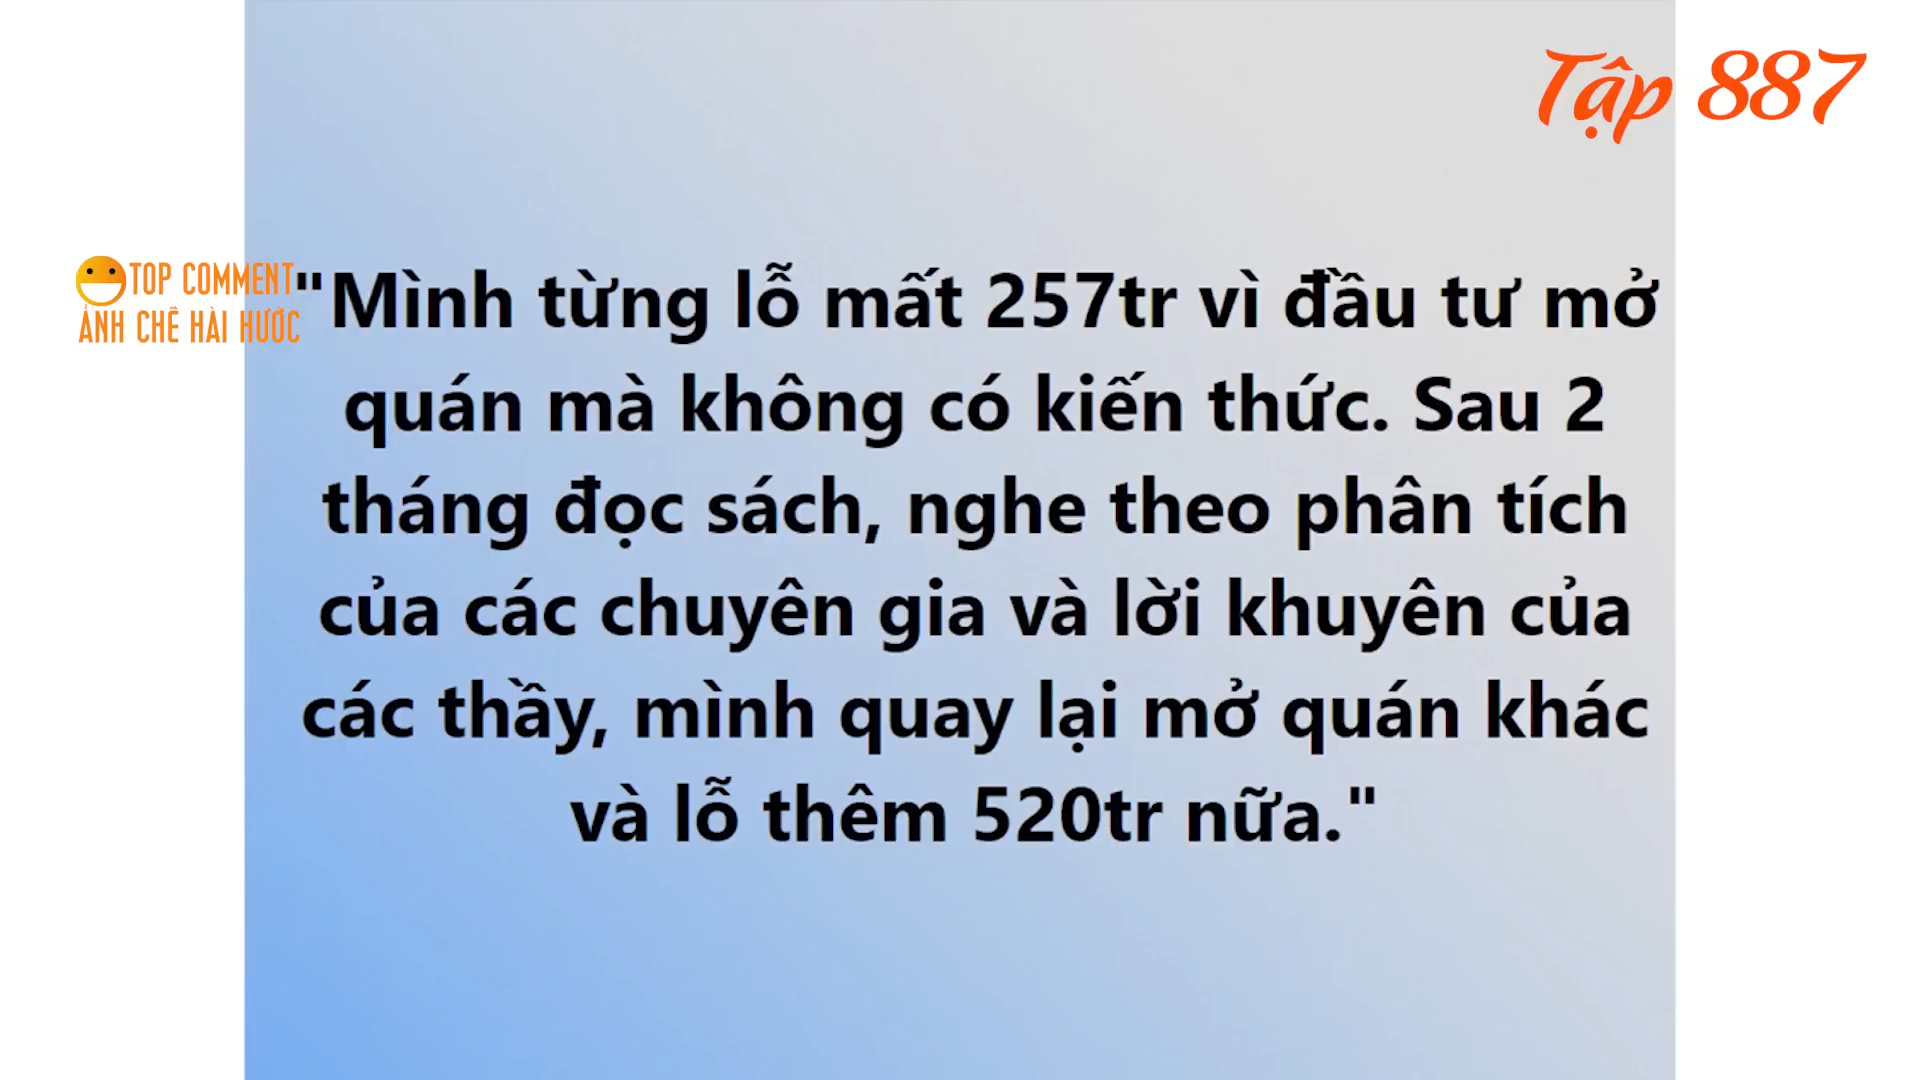 Tập 887
TOP COMMENT
ẢNH CHẾ HÀI HƯỚC
"Mình từng lỗ mất 257tr vì đầu tư mở
quán mà không có kiến thức. Sau 2
tháng đọc sách, nghe theo phân tích
của các chuyên gia và lời khuyên của
các thầy, mình quay lại mở quán khác
và lỗ thêm 520tr nữa."